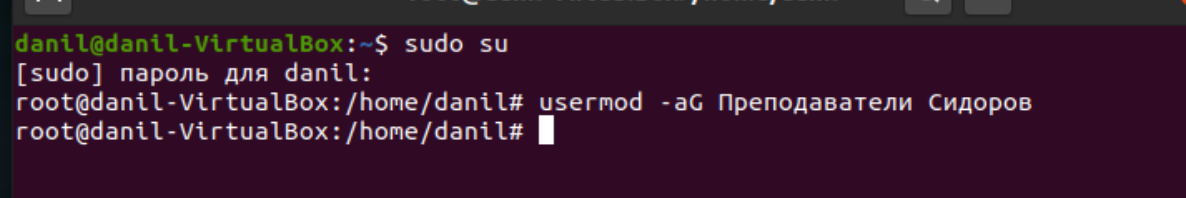 danil@danil-VirtualBox:~$ sudo su
[sudo] пароль для danil:
root@danil-VirtualBox:/home/danil# usermod -aG Преподаватели Сидоров
root@danil-VirtualBox:/home/danil#